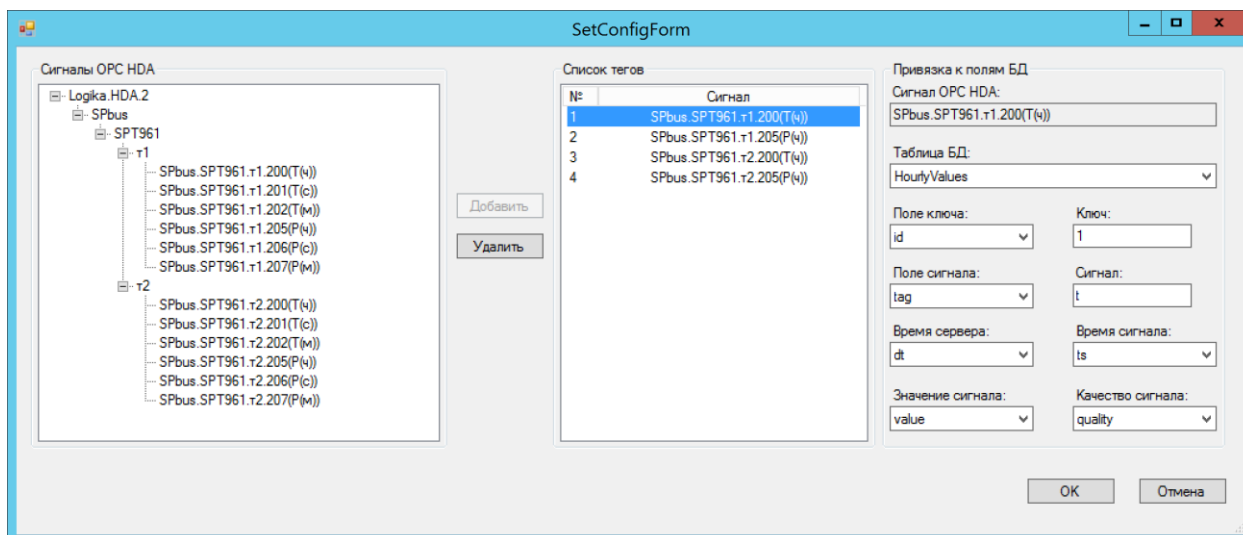 SetConfigForm
Сигналы OPC HDA
Logika.HDA.2
SPbus
SPT961
т1
SPbus.SPT961.т1.200(T(ч))
SPbus.SPT961.т1.201(T(с))
SPbus.SPT961.т1.202(T(м))
SPbus.SPT961.т1.205(P(ч))
SPbus.SPT961.т1.206(P(с))
SPbus.SPT961.т1.207(P(м))
т2
SPbus.SPT961.т2.200(T(ч))
SPbus.SPT961.т2.201(T(с))
SPbus.SPT961.т2.202(T(м))
SPbus.SPT961.т2.205(P(ч))
SPbus.SPT961.т2.206(P(с))
SPbus.SPT961.т2.207(P(м))
Добавить
Удалить
Список тегов
№ Сигнал
1 SPbus.SPT961.т1.200(T(ч))
2 SPbus.SPT961.т1.205(P(ч))
3 SPbus.SPT961.т2.200(T(ч))
4 SPbus.SPT961.т2.205(P(ч))
Привязка к полям БД
Сигнал OPC HDA:
SPbus.SPT961.т1.200(T(ч))
Таблица БД:
HourlyValues
Поле ключа: Ключ:
id 1
Поле сигнала: Сигнал:
tag t
Время сервера: Время сигнала:
dt ts
Значение сигнала: Качество сигнала:
value quality
OK Отмена